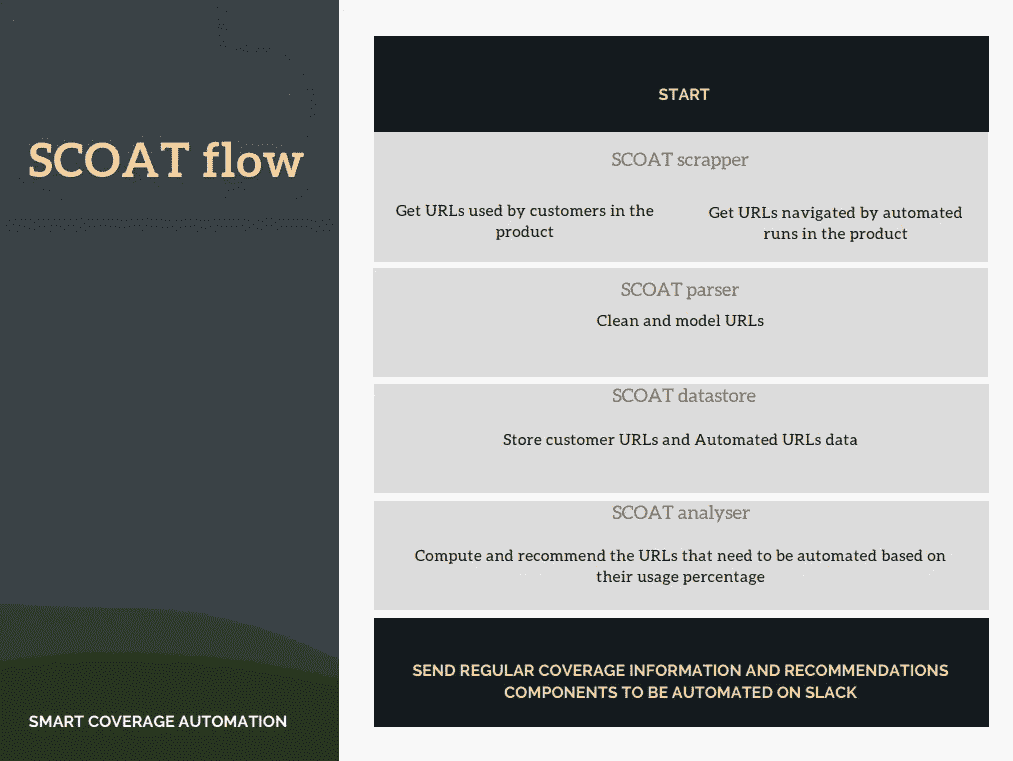 SCOAT flow
SMART COVERAGE AUTOMATION
START
SCOAT scrapper
Get URLs used by customers in the
product
Get URLs navigated by automated
runs in the product
SCOAT parser
Clean and model URLs
SCOAT datastore
Store customer URLs and Automated URLs data
SCOAT analyser
Compute and recommend the URLs that need to be automated based on
their usage percentage
SEND REGULAR COVERAGE INFORMATION AND RECOMMENDATIONS
COMPONENTS TO BE AUTOMATED ON SLACK